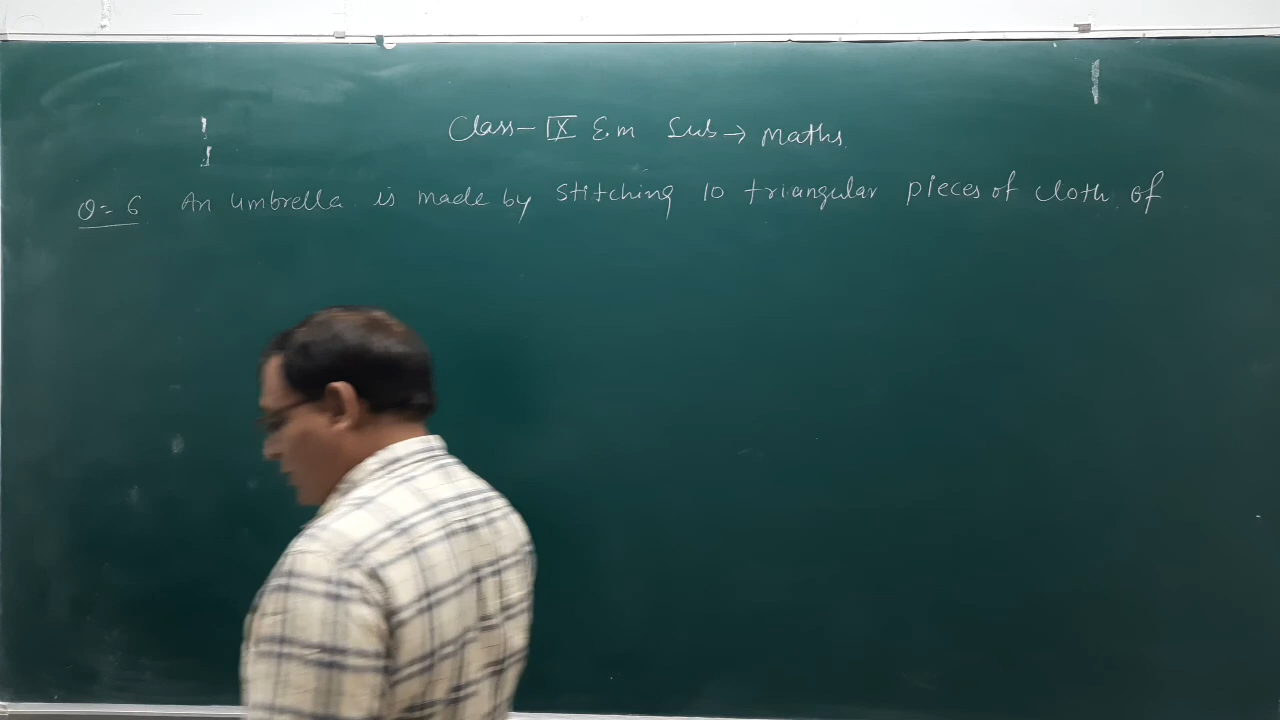 Class- IX E.m Sub → Maths
Q= 6 An umbrella is made by stitching 10 triangular pieces of cloth of